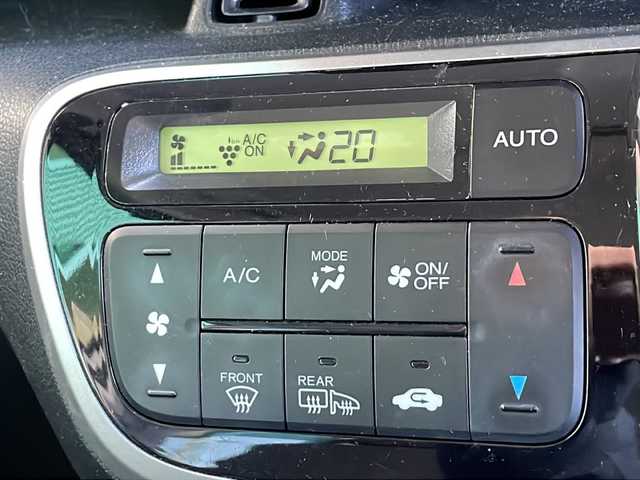 A/C
ON
20
AUTO
A/C
MODE
ON/
OFF
FRONT
REAR